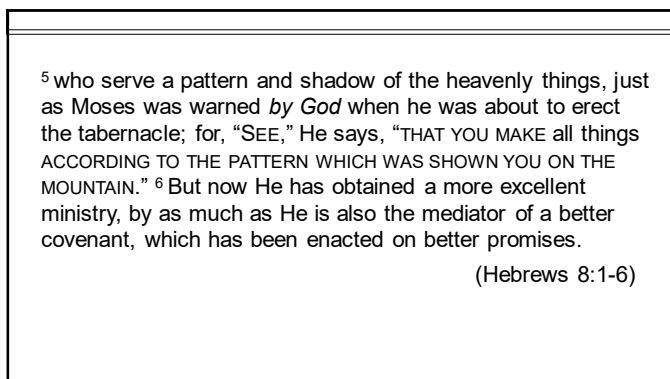 ⁵ who serve a pattern and shadow of the heavenly things, just
as Moses was warned by God when he was about to erect
the tabernacle; for, “SEE,” He says, “THAT YOU MAKE all things
ACCORDING TO THE PATTERN WHICH WAS SHOWN YOU ON THE
MOUNTAIN.” ⁶ But now He has obtained a more excellent
ministry, by as much as He is also the mediator of a better
covenant, which has been enacted on better promises.
(Hebrews 8:1-6)